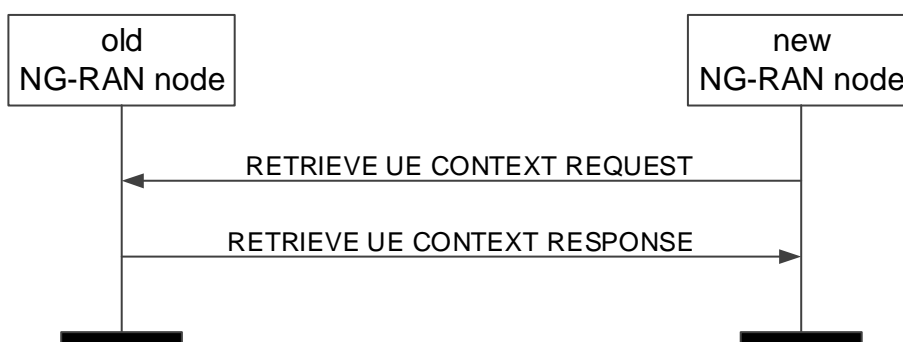 old
NG-RAN node
new
NG-RAN node
RETRIEVE UE CONTEXT REQUEST
RETRIEVE UE CONTEXT RESPONSE